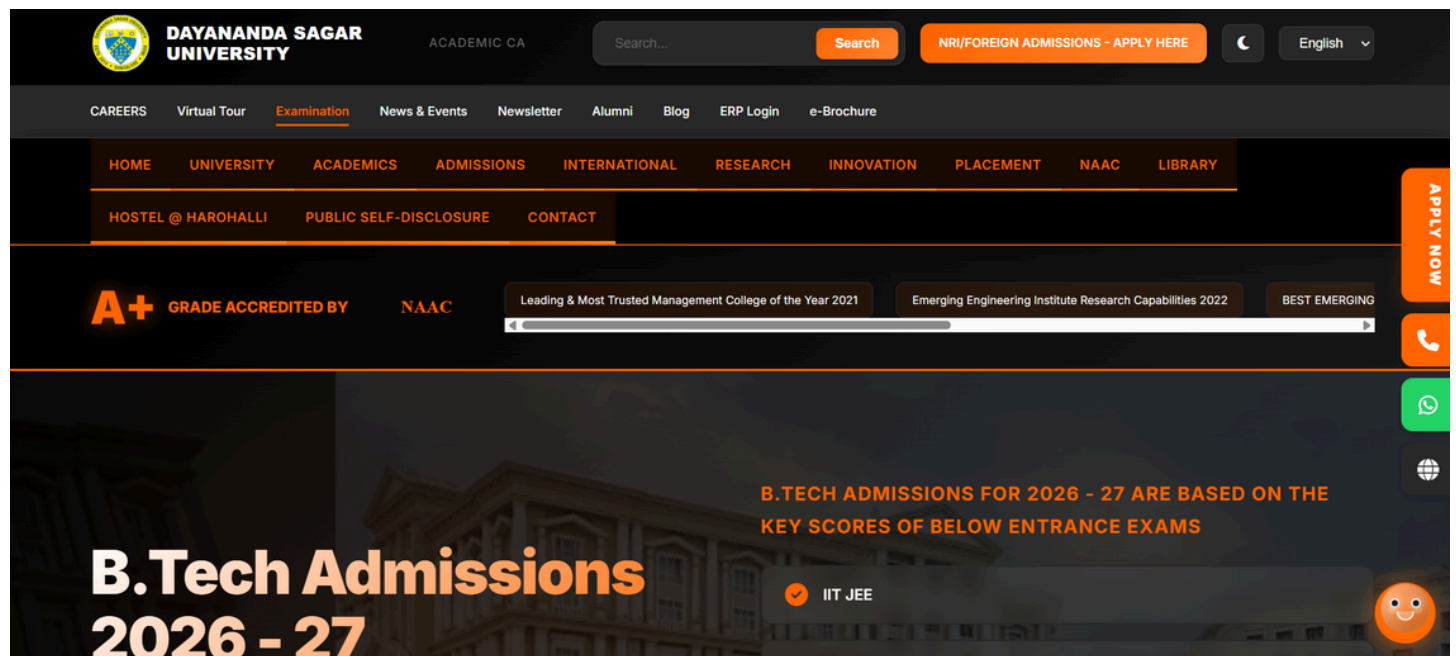 DAYANANDA SAGAR
UNIVERSITY
ACADEMIC CA
Search...
Search
NRI/FOREIGN ADMISSIONS - APPLY HERE
English
CAREERS Virtual Tour Examination News & Events Newsletter Alumni Blog ERP Login e-Brochure
HOME UNIVERSITY ACADEMICS ADMISSIONS INTERNATIONAL RESEARCH INNOVATION PLACEMENT NAAC LIBRARY
HOSTEL @ HAROHALLI PUBLIC SELF-DISCLOSURE CONTACT
APPLY NOW
A+ GRADE ACCREDITED BY NAAC
Leading & Most Trusted Management College of the Year 2021
Emerging Engineering Institute Research Capabilities 2022
BEST EMERGING
B.Tech Admissions
2026 - 27
B.TECH ADMISSIONS FOR 2026 - 27 ARE BASED ON THE
KEY SCORES OF BELOW ENTRANCE EXAMS
IIT JEE